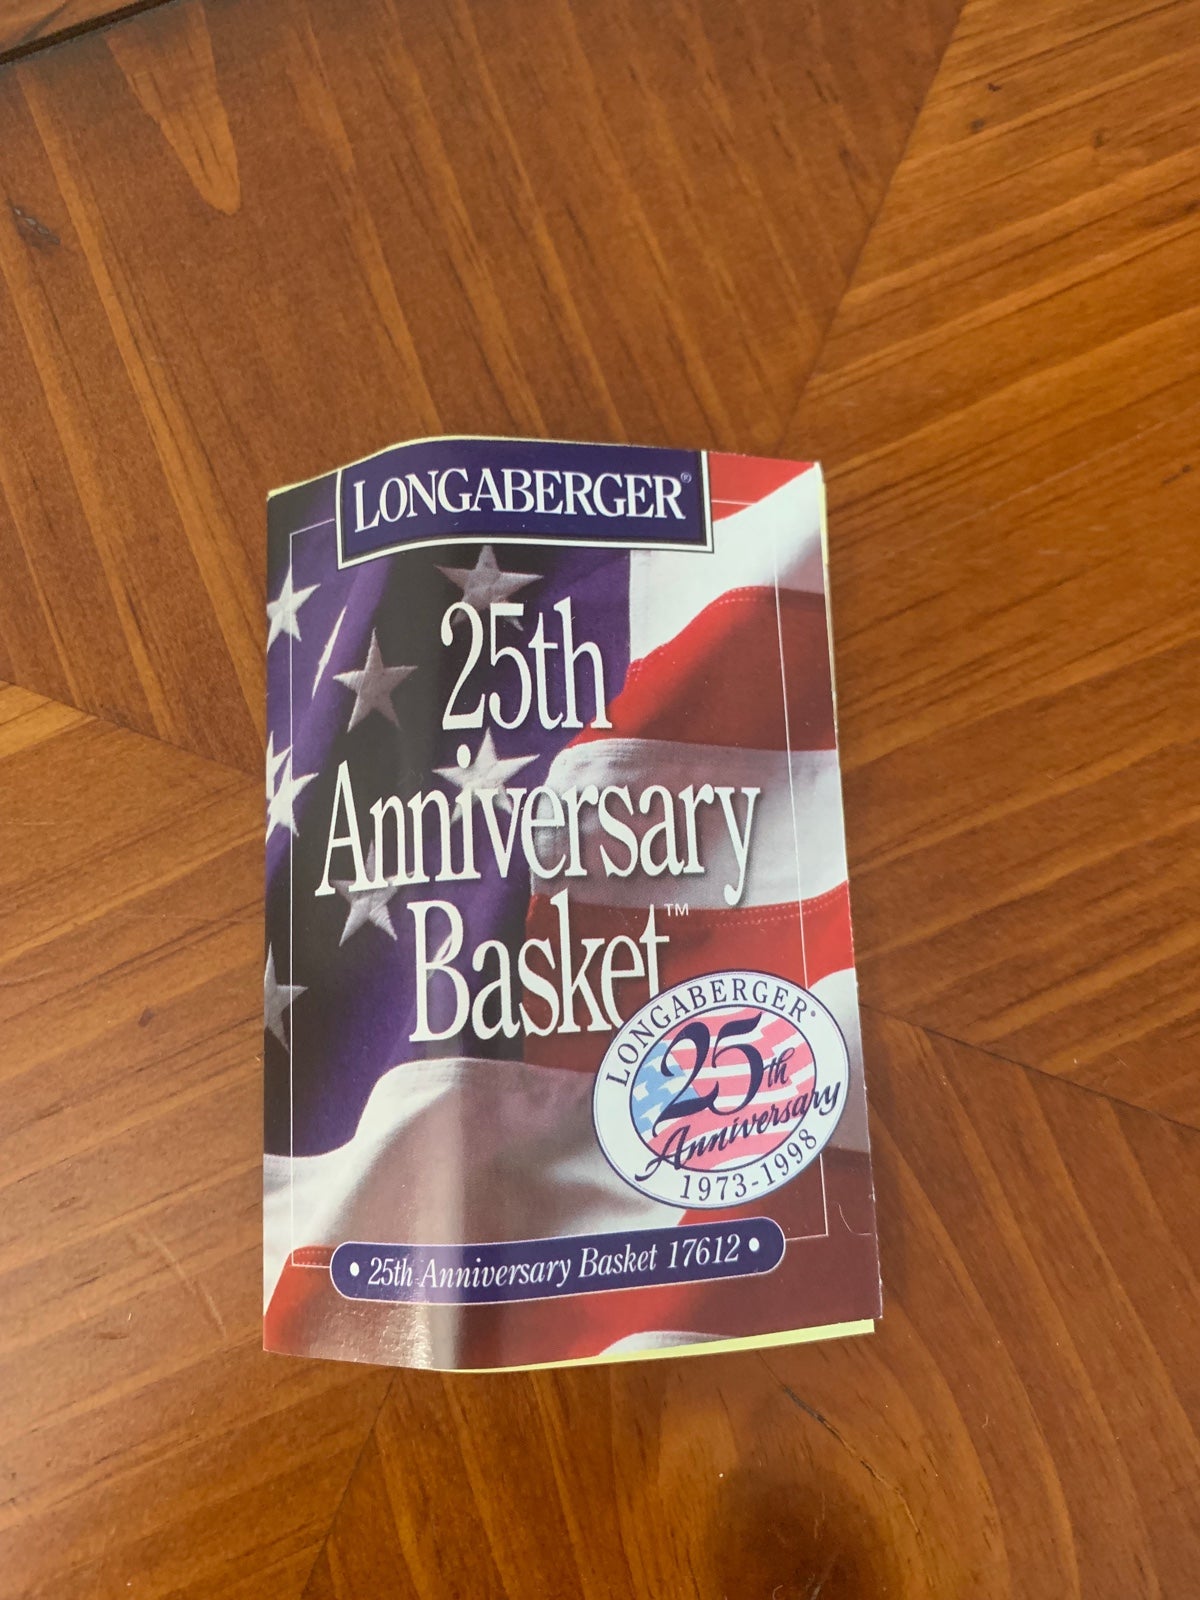 LONGABERGER®
25th
Anniversary
Basket™
LONGABERGER®
25th
Anniversary
1973-1998
• 25th Anniversary Basket 17612 •